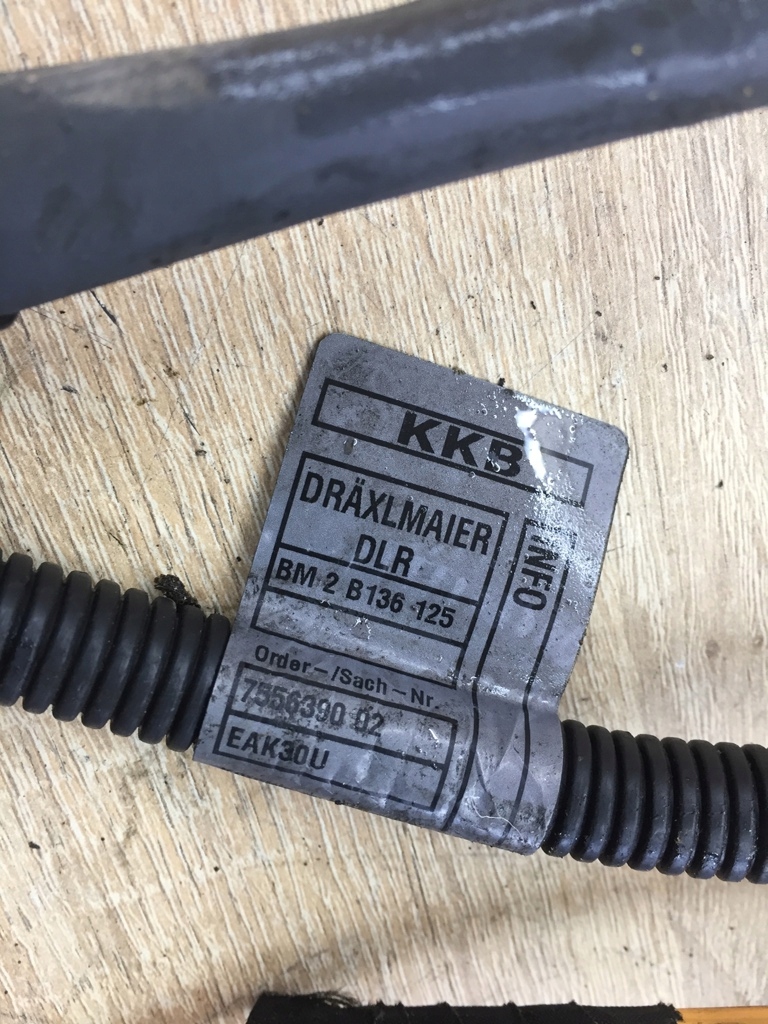 KKB
DRÄXLMAIER
DLR
BM 2 B136 125
INFO
Order-/Sach-Nr.
7556390 02
EAK30U